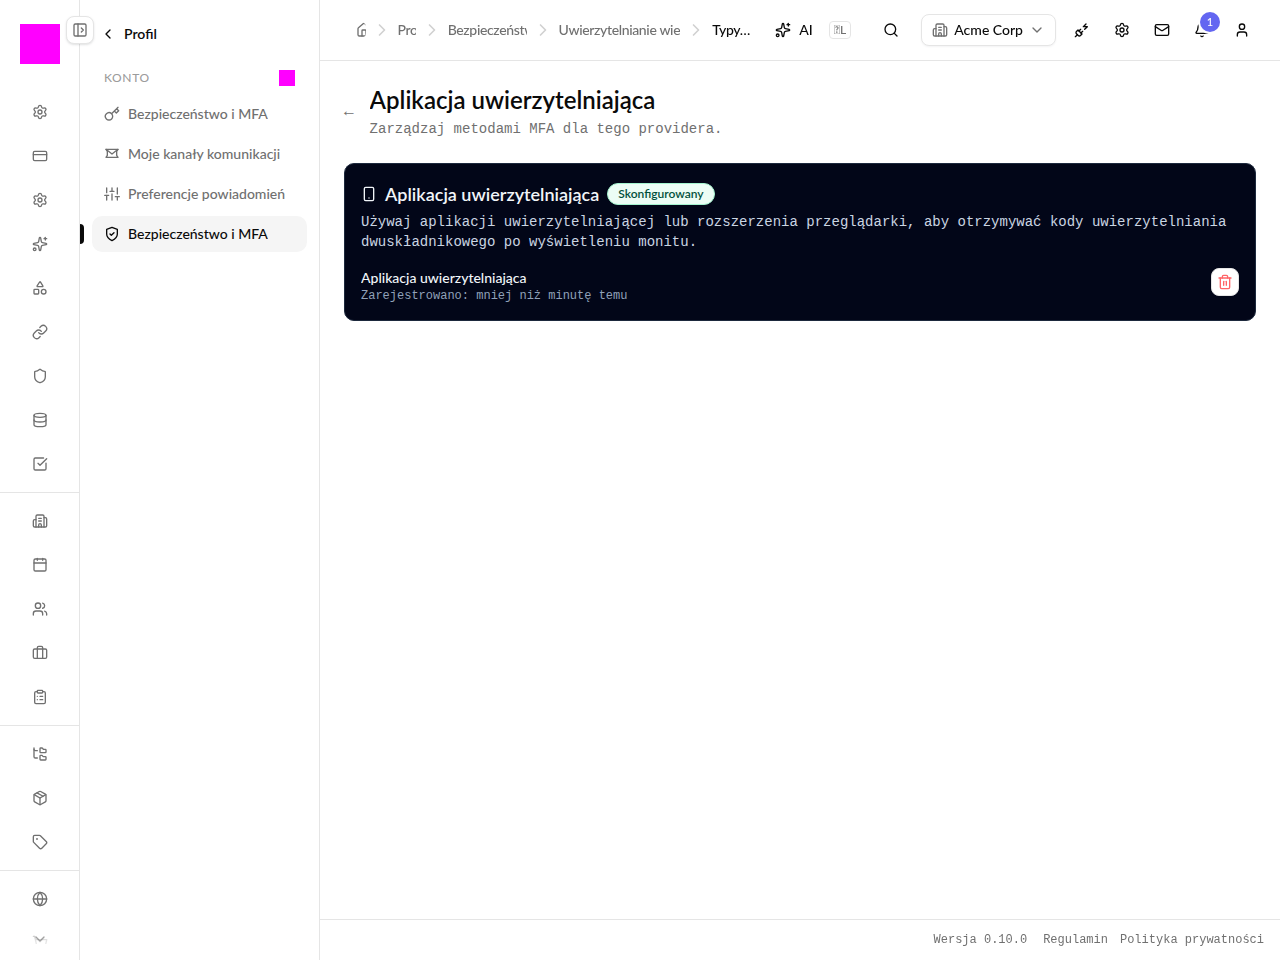 Profil
KONTO
Bezpieczeństwo i MFA
Moje kanały komunikacji
Preferencje powiadomień
Bezpieczeństwo i MFA
Pro
Bezpieczeństw
Uwierzytelnianie wie
Typy...
AI
L
Acme Corp
1
←
Aplikacja uwierzytelniająca
Zarządzaj metodami MFA dla tego providera.
Aplikacja uwierzytelniająca
Skonfigurowany
Używaj aplikacji uwierzytelniającej lub rozszerzenia przeglądarki, aby otrzymywać kody uwierzytelniania
dwuskładnikowego po wyświetleniu monitu.
Aplikacja uwierzytelniająca
Zarejestrowano: mniej niż minutę temu
Wersja 0.10.0
Regulamin
Polityka prywatności